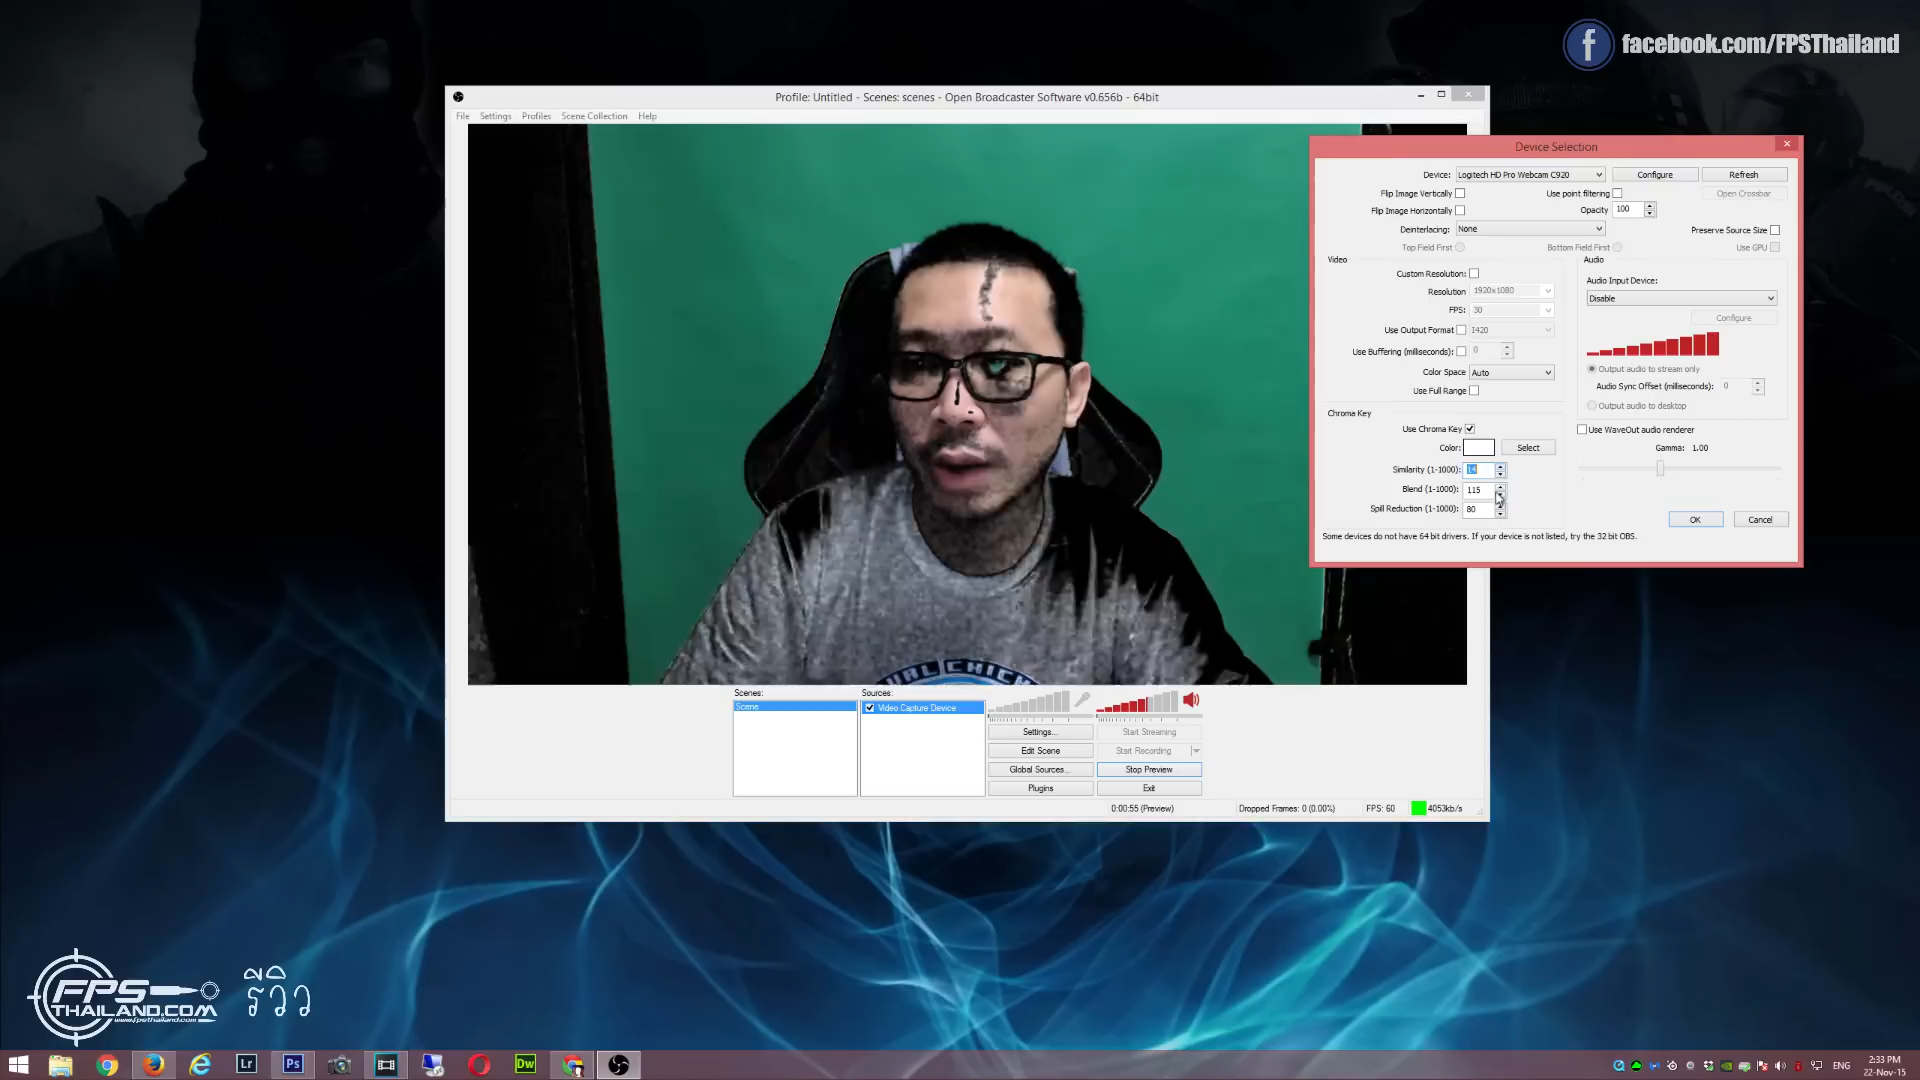 facebook.com/FPSThailand
Profile: Untitled - Scenes: scenes - Open Broadcaster Software v0.656b - 64bit
File Settings Profiles Scene Collection Help
Device Selection
Device: Logitech HD Pro Webcam C920 Configure Refresh
Flip Image Vertically Use point filtering Open Crossbar
Flip Image Horizontally Opacity 100
Deinterlacing: None Preserve Source Size
Top Field First Bottom Field First Use GPU
Video Audio
Custom Resolution: Audio Input Device:
Resolution 1920x1080 Disable
FPS: 30 Configure
Use Output Format I420
Use Buffering (milliseconds): 0
Color Space Auto Output audio to stream only
Use Full Range Audio Sync Offset (milliseconds): 0
Output audio to desktop
Chroma Key
Use Chroma Key Use WaveOut audio renderer
Color: Select Gamma: 1.00
Similarity (1-1000): 14
Blend (1-1000): 115
Spill Reduction (1-1000): 80
OK Cancel
Some devices do not have 64 bit drivers. If your device is not listed, try the 32 bit OBS.
Scenes: Sources:
Scene Video Capture Device
Settings... Start Streaming
Edit Scene Start Recording
Global Sources... Stop Preview
Plugins Exit
0:00:55 (Preview) Dropped Frames: 0 (0.00%) FPS: 60 4053kb/s
FPS
THAILAND.COM
www.fpsthailand.com
รีวิว
Lr Ps Dw
ENG
2:33 PM
22-Nov-15